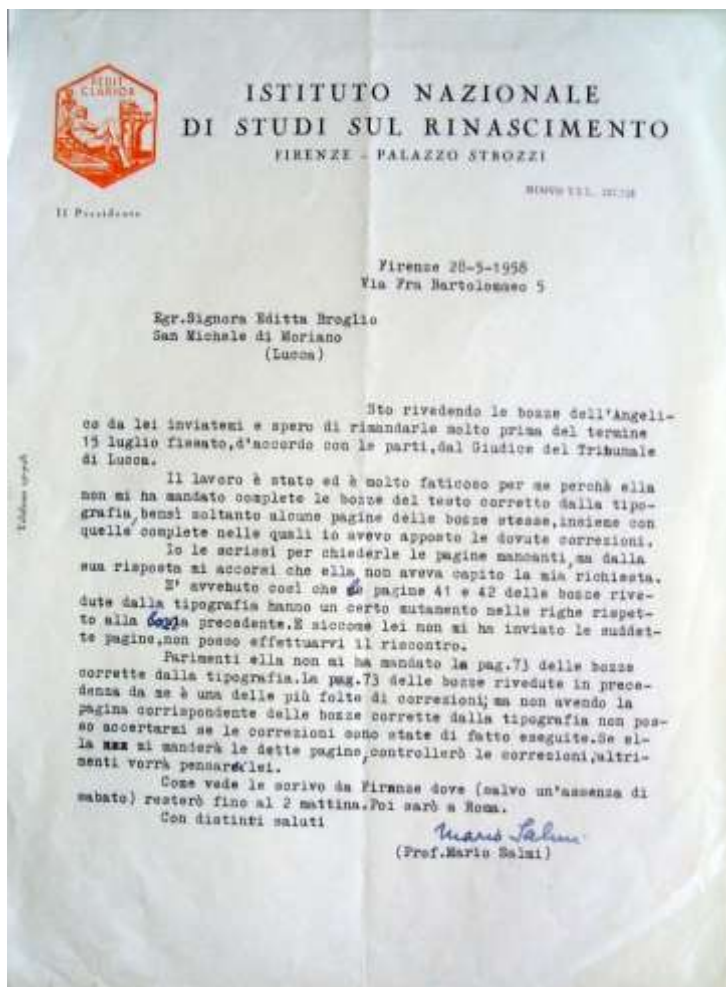 REDIT
CLARIOR
ISTITUTO NAZIONALE
DI STUDI SUL RINASCIMENTO
FIRENZE - PALAZZO STROZZI
NUOVO TEL.
Il Presidente
Firenze 28-5-1958
Via Fra Bartolomeo 5
Egr.Signora Editta Broglio
San Michele di Moriano
(Lucca)
Sto rivedendo le bozze dell'Angeli-
co da lei inviatemi e spero di rimandarle molto prima del termine
15 luglio fissato,d'accordo con le parti,dal Giudice del Tribunale
di Lucca.
Il lavoro è stato ed è molto faticoso per me perchè ella
non mi ha mandato complete le bozze del testo corretto dalla tipo-
grafia,bensì soltanto alcune pagine delle bozze stesse,insieme con
quelle complete nelle quali io avevo apposto le dovute correzioni.
Io le scrissi per chiederle le pagine mancanti,ma dalla
sua risposta mi accorsi che ella non aveva capito la mia richiesta.
E' avvenuto così che le pagine 41 e 42 delle bozze rive-
dute dalla tipografia hanno un certo mutamento nelle righe rispet-
to alla bozza precedente.E siccome lei non mi ha inviato le suddet-
te pagine,non posso effettuarvi il riscontro.
Parimenti ella non mi ha mandato la pag.73 delle bozze
corrette dalla tipografia.La pag.73 delle bozze rivedute in prece-
denza da me è una delle più folte di correzioni; ma non avendo la
pagina corrispondente delle bozze corrette dalla tipografia non pos-
so accertarmi se le correzioni sono state di fatto eseguite.Se el-
la mi manderà le dette pagine,controllerò le correzioni,altri-
menti vorrà pensare lei.
Come vede le scrivo da Firenze dove (salvo un'assenza di
sabato) resterò fino al 2 mattina.Poi sarò a Roma.
Con distinti saluti
Mario Salmi
(Prof.Mario Salmi)